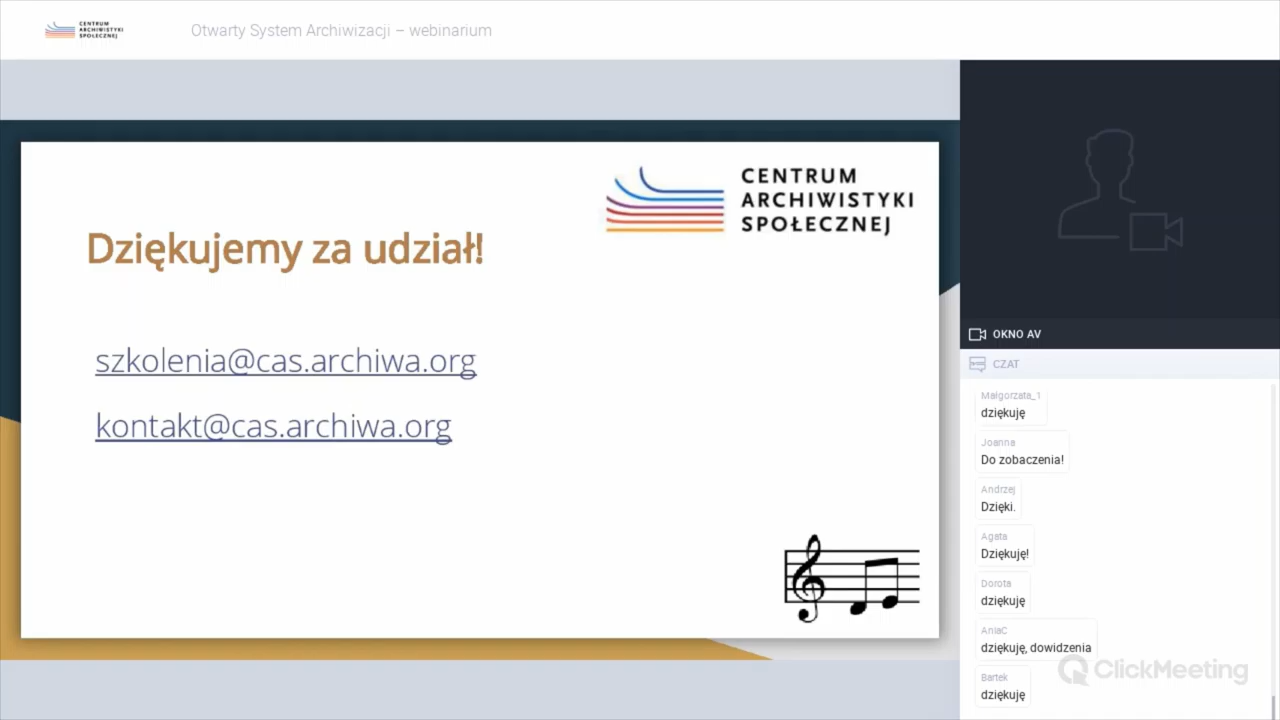 CENTRUM
ARCHIWISTYKI
SPOŁECZNEJ
Otwarty System Archiwizacji – webinarium
CENTRUM
ARCHIWISTYKI
SPOŁECZNEJ
Dziękujemy za udział!
szkolenia@cas.archiwa.org
kontakt@cas.archiwa.org
OKNO AV
CZAT
Małgorzata_1
dziękuję
Joanna
Do zobaczenia!
Andrzej
Dzięki.
Agata
Dziękuję!
Dorota
dziękuję
AniaC
dziękuję, dowidzenia
Bartek
dziękuję
ClickMeeting